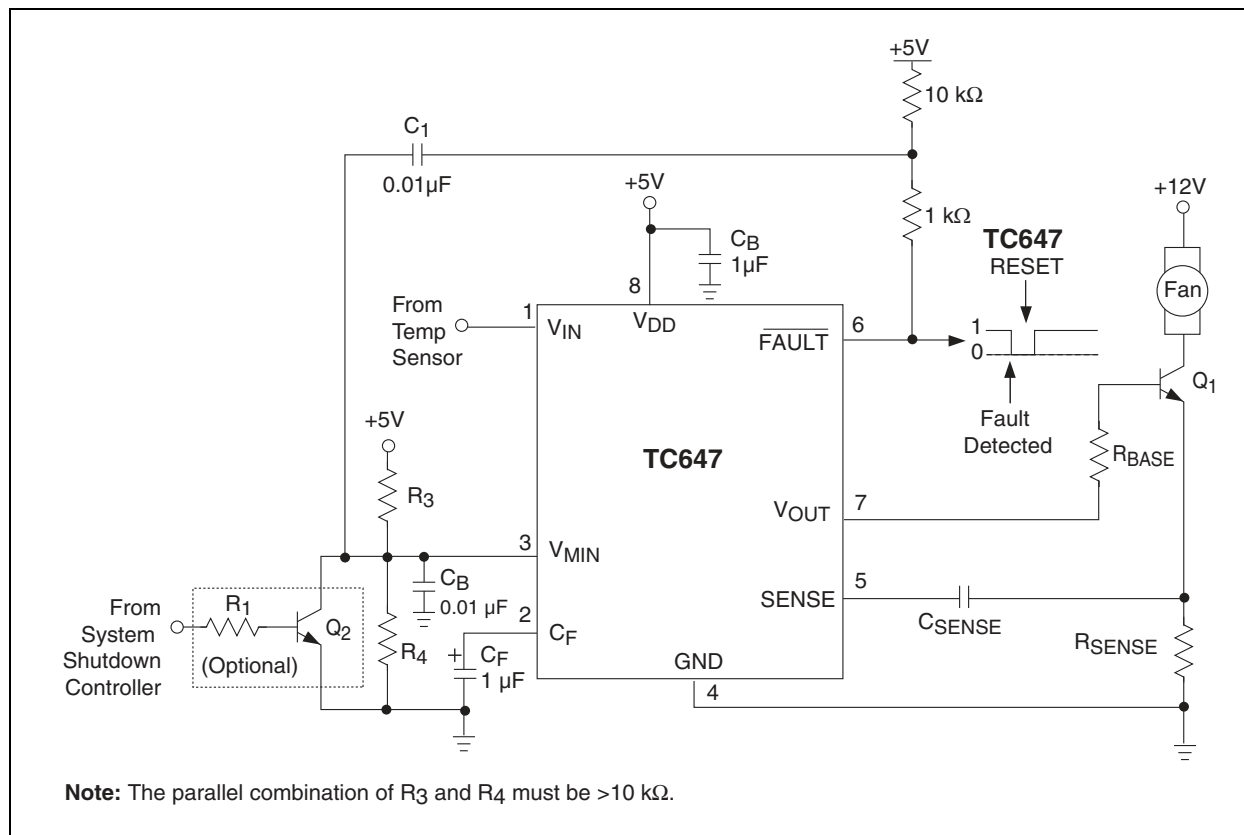 +5V
10 kΩ
C1
0.01µF
1 kΩ
+5V
CB
1µF
+12V
TC647
RESET
Fan
8
VDD
From
Temp
Sensor
1
VIN
6
FAULT
1
0
Q1
Fault
Detected
RBASE
+5V
TC647
R3
7
VOUT
3
VMIN
CB
0.01 µF
5
SENSE
CSENSE
From
System
Shutdown
Controller
R1
Q2
(Optional)
R4
2
CF
+
CF
1 µF
GND
4
RSENSE
Note: The parallel combination of R3 and R4 must be >10 kΩ.